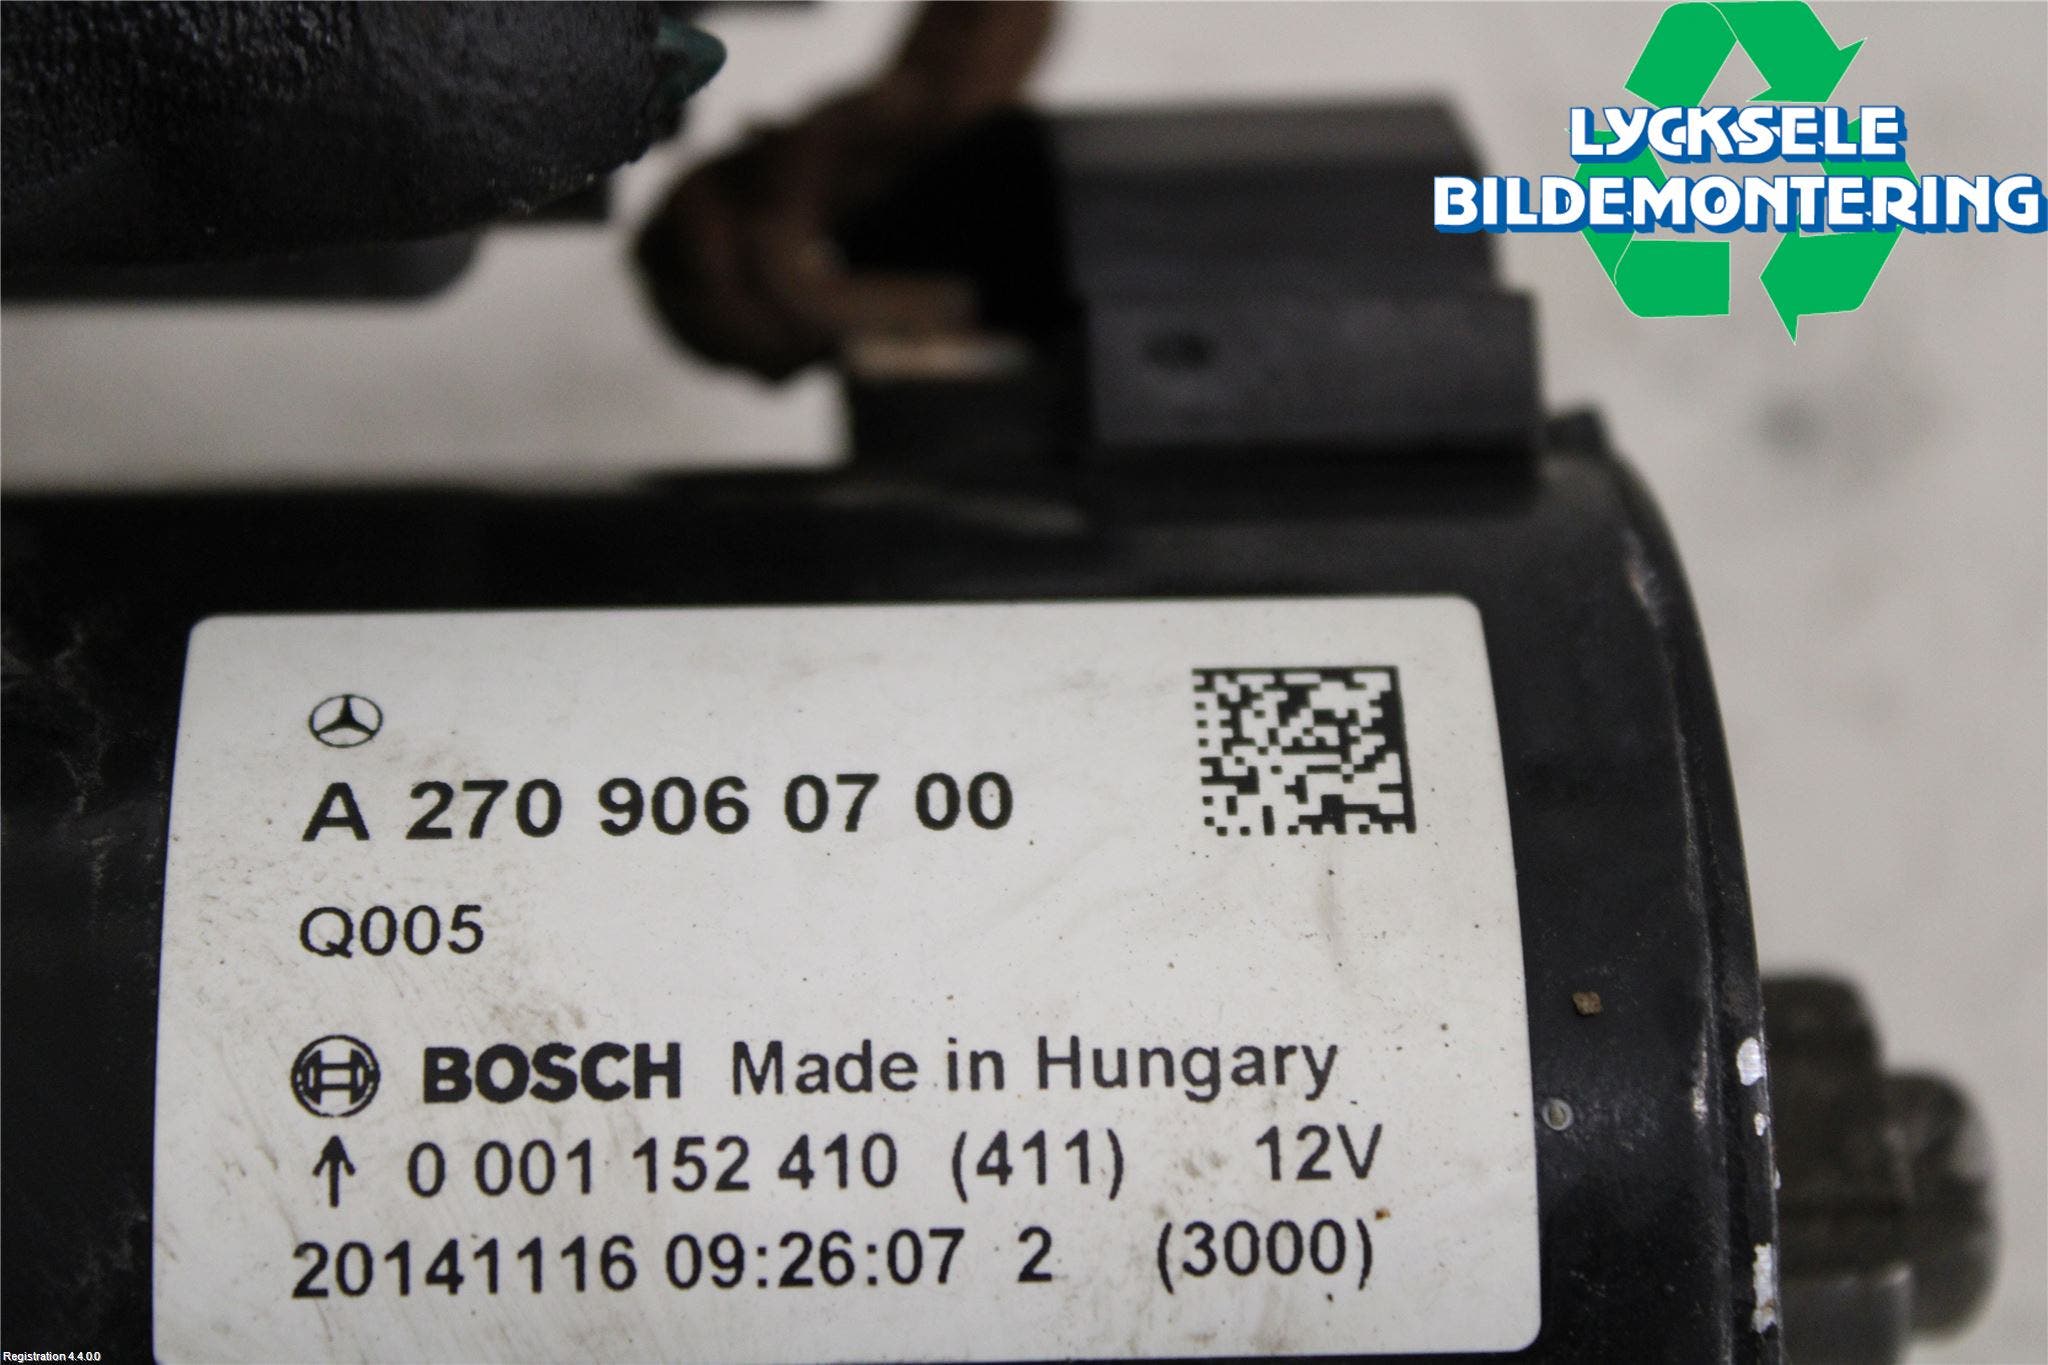 LYCKSELE
BILDEMONTERING
A 270 906 07 00
Q005
BOSCH Made in Hungary
↑ 0 001 152 410 (411) 12V
20141116 09:26:07 2 (3000)
Registration 4.4.0.0